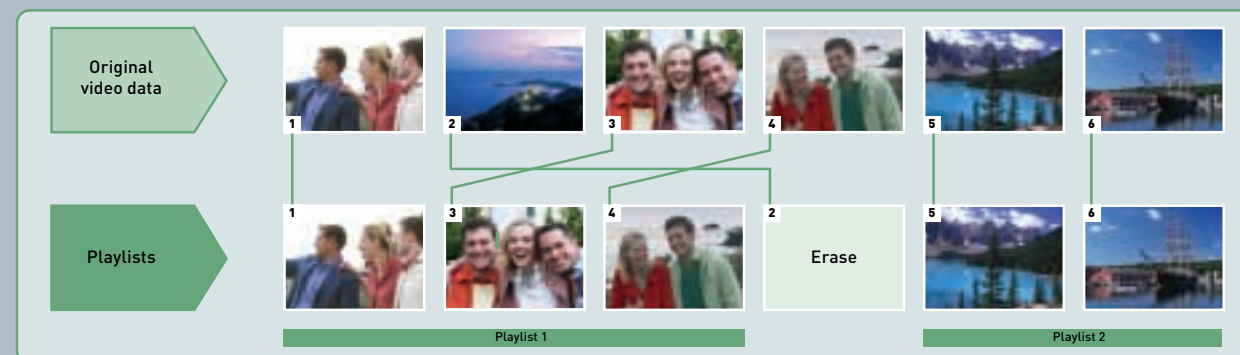 Original
video data
1 2 3 4 5 6
Playlists
1 3 4 2 5 6
Erase
Playlist 1 Playlist 2